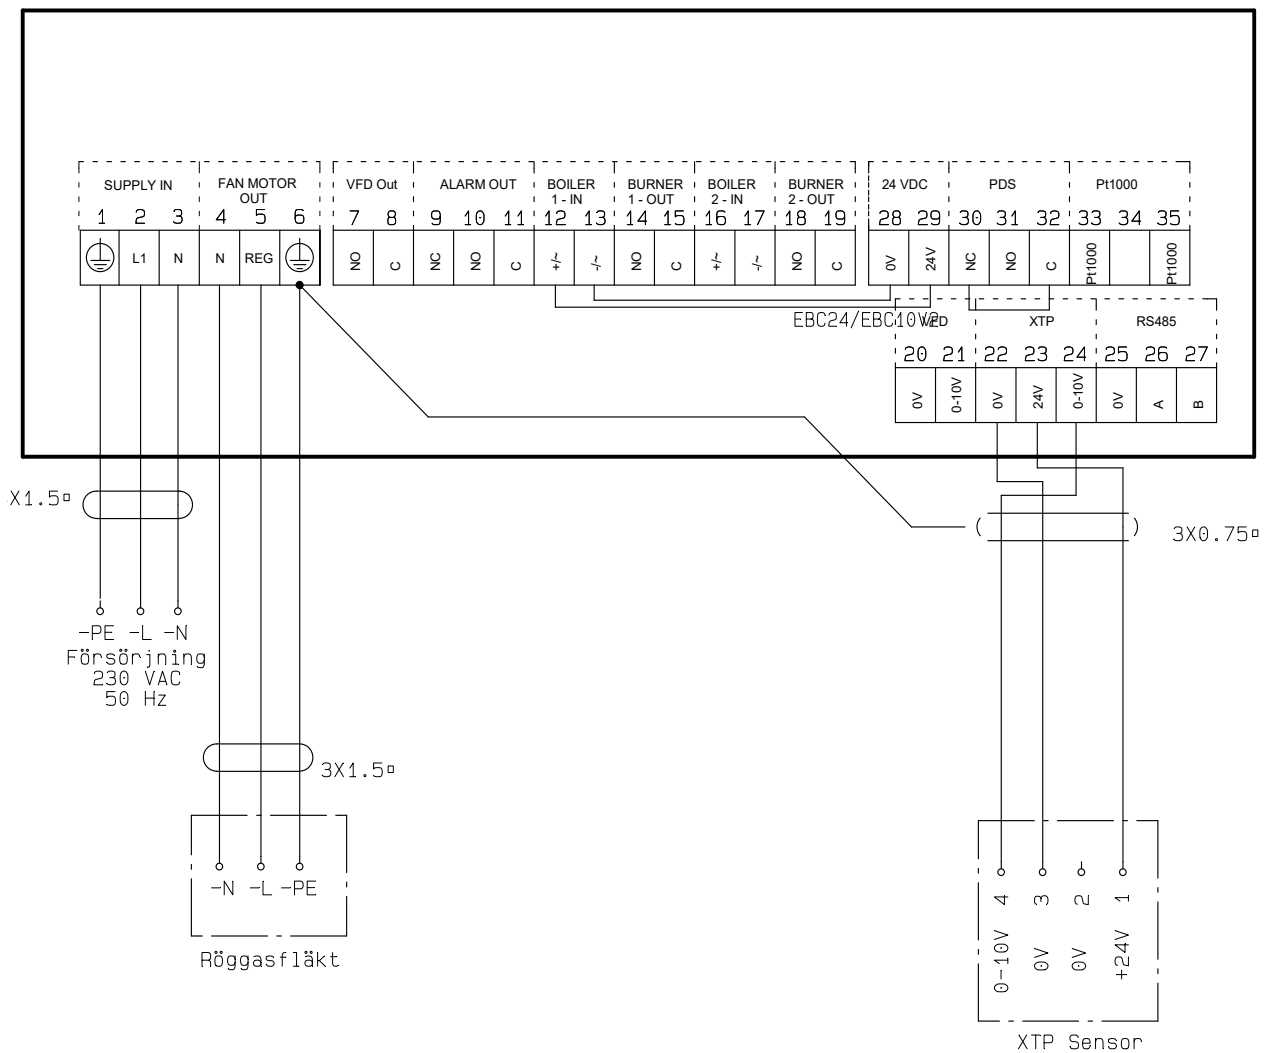 SUPPLY IN FAN MOTOR OUT VFD Out ALARM OUT BOILER 1 - IN BURNER 1 - OUT BOILER 2 - IN BURNER 2 - OUT 24 VDC PDS Pt1000
1 2 3 4 5 6 7 8 9 10 11 12 13 14 15 16 17 18 19 28 29 30 31 32 33 34 35
L1 N N REG NO C NC NO C +/~ -/~ NO C +/~ -/~ NO C 0V 24V NC NO C Pt1000 Pt1000
EBC24/EBC10V2
VFD XTP RS485
20 21 22 23 24 25 26 27
0V 0-10V 0V 24V 0-10V 0V A B
X1.5▫
3X0.75▫
-PE -L -N
Försörjning
230 VAC
50 Hz
3X1.5▫
-N -L -PE
Röggasfläkt
4 3 2 1
0-10V 0V 0V +24V
XTP Sensor